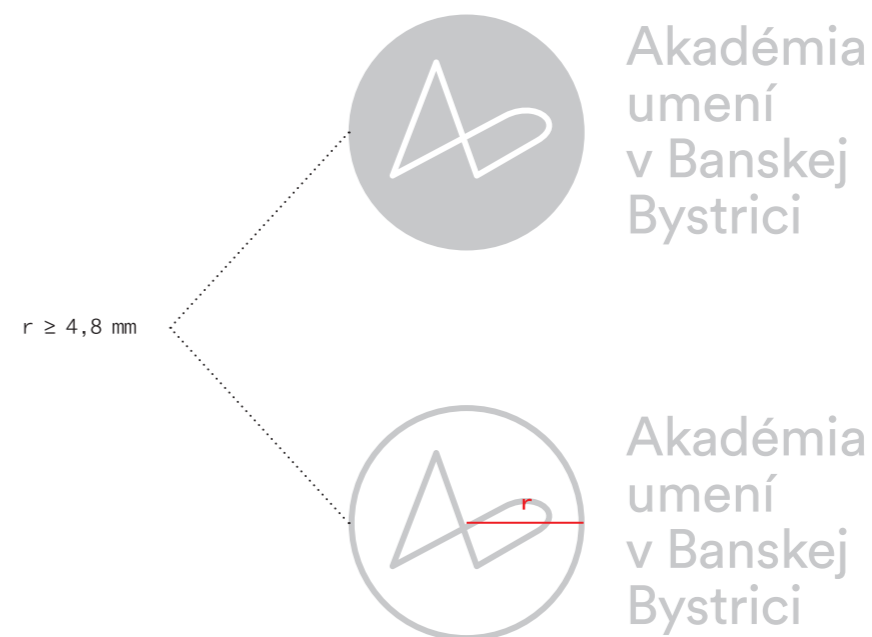 Akadémia
umení
v Banskej
Bystrici
r ≥ 4,8 mm
Akadémia
umení
v Banskej
Bystrici
r